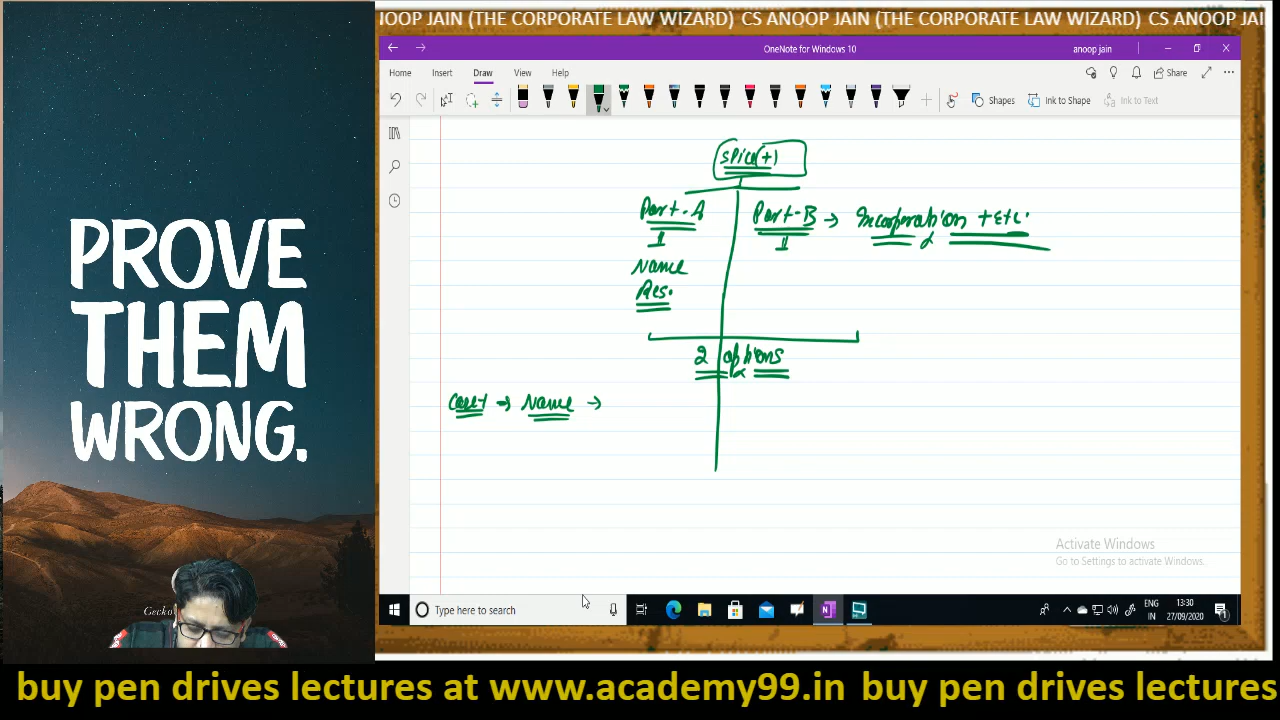 NOOP JAIN (THE CORPORATE LAW WIZARD) CS ANOOP JAIN (THE CORPORATE LAW WIZARD) CS ANOOP JAI
OneNote for Windows 10
anoop jain
Home Insert Draw View Help
Share
Shapes Ink to Shape Ink to Text
SPice(+)
Part-A Part-B → Incorporation + Etc.
Name
Res.
2 options
→ Name →
PROVE
THEM
WRONG.
Activate Windows
Go to Settings to activate Windows.
Type here to search
ENG
IN
13:30
27/09/2020
buy pen drives lectures at www.academy99.in buy pen drives lectures